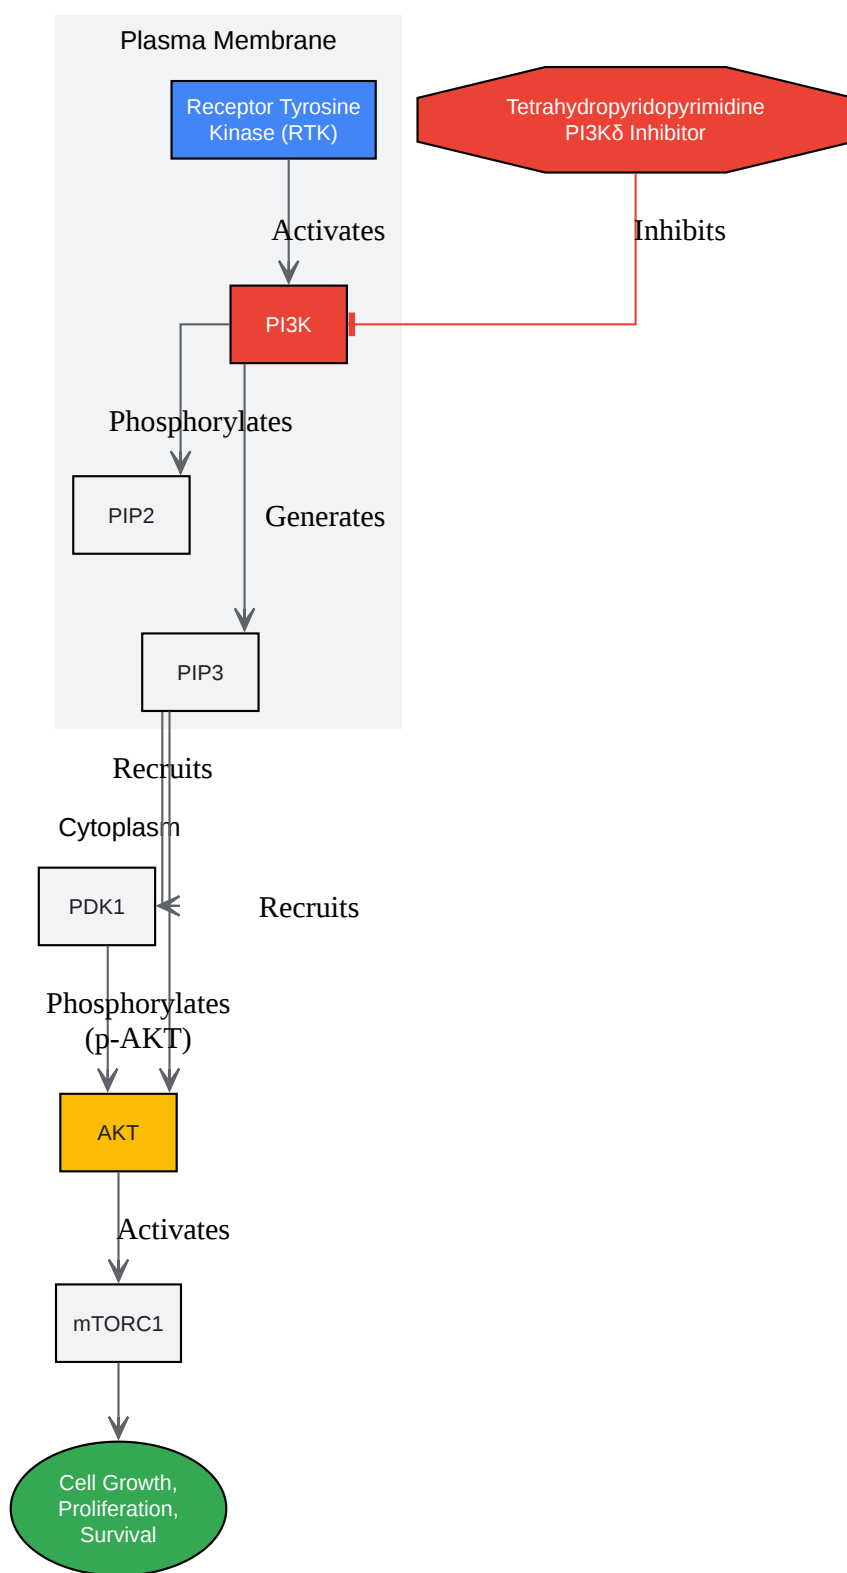 Plasma Membrane
Receptor Tyrosine
Kinase (RTK)
Tetrahydropyridopyrimidine
PI3Kδ Inhibitor
Activates
Inhibits
PI3K
Phosphorylates
PIP2
Generates
PIP3
Recruits
Cytoplasm
PDK1
Recruits
Phosphorylates
(p-AKT)
AKT
Activates
mTORC1
Cell Growth,
Proliferation,
Survival